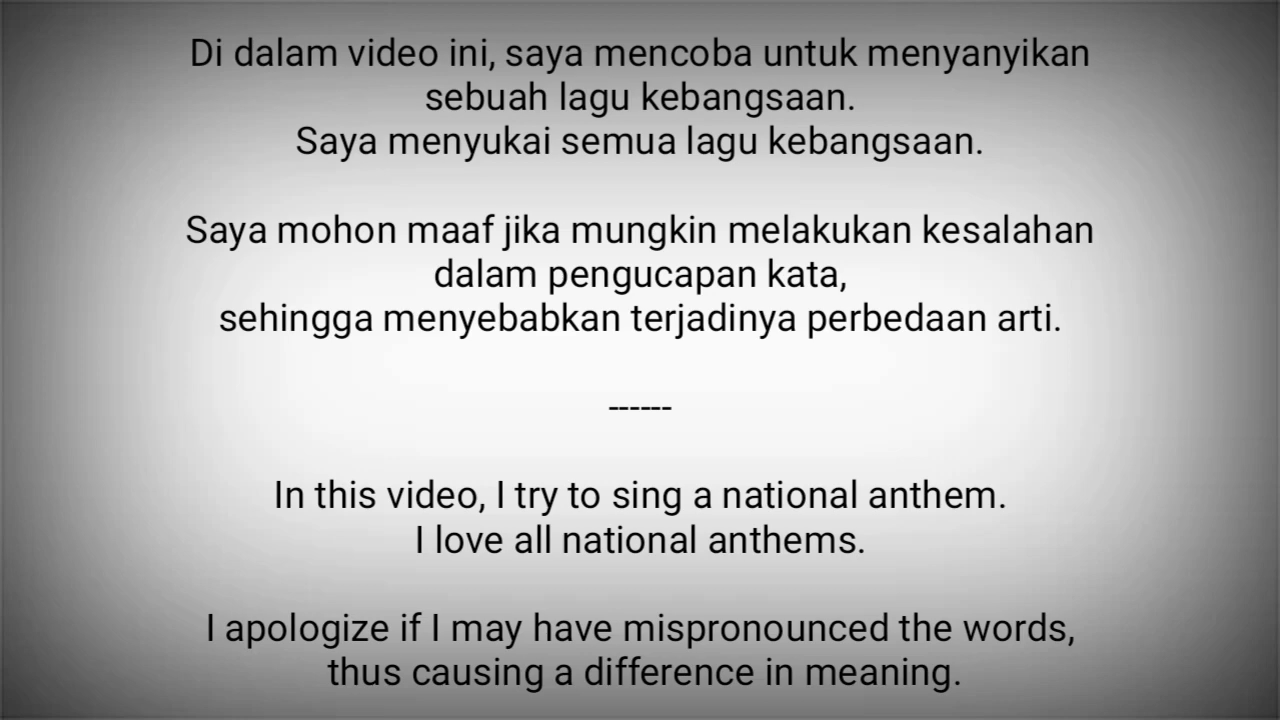 Di dalam video ini, saya mencoba untuk menyanyikan
sebuah lagu kebangsaan.
Saya menyukai semua lagu kebangsaan.
Saya mohon maaf jika mungkin melakukan kesalahan
dalam pengucapan kata,
sehingga menyebabkan terjadinya perbedaan arti.
------
In this video, I try to sing a national anthem.
I love all national anthems.
I apologize if I may have mispronounced the words,
thus causing a difference in meaning.